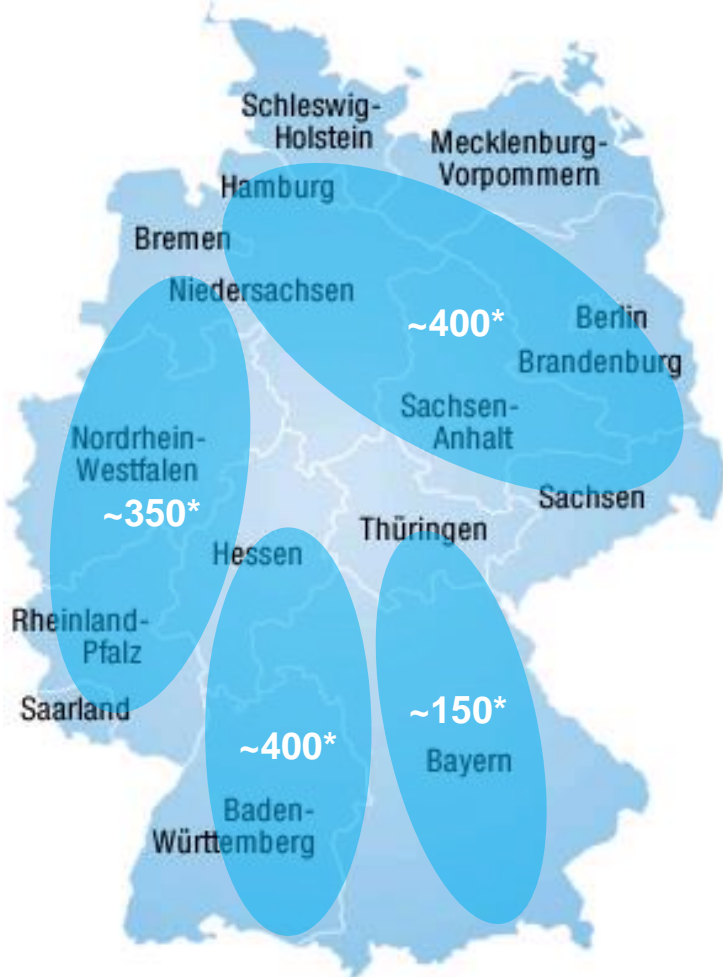 Schleswig-
Holstein
Mecklenburg-
Vorpommern
Hamburg
Bremen
Niedersachsen
~400*
Berlin
Brandenburg
Sachsen-
Anhalt
Nordrhein-
Westfalen
~350*
Sachsen
Thüringen
Hessen
Rheinland-
Pfalz
Saarland
~400*
~150*
Bayern
Baden-
Württemberg